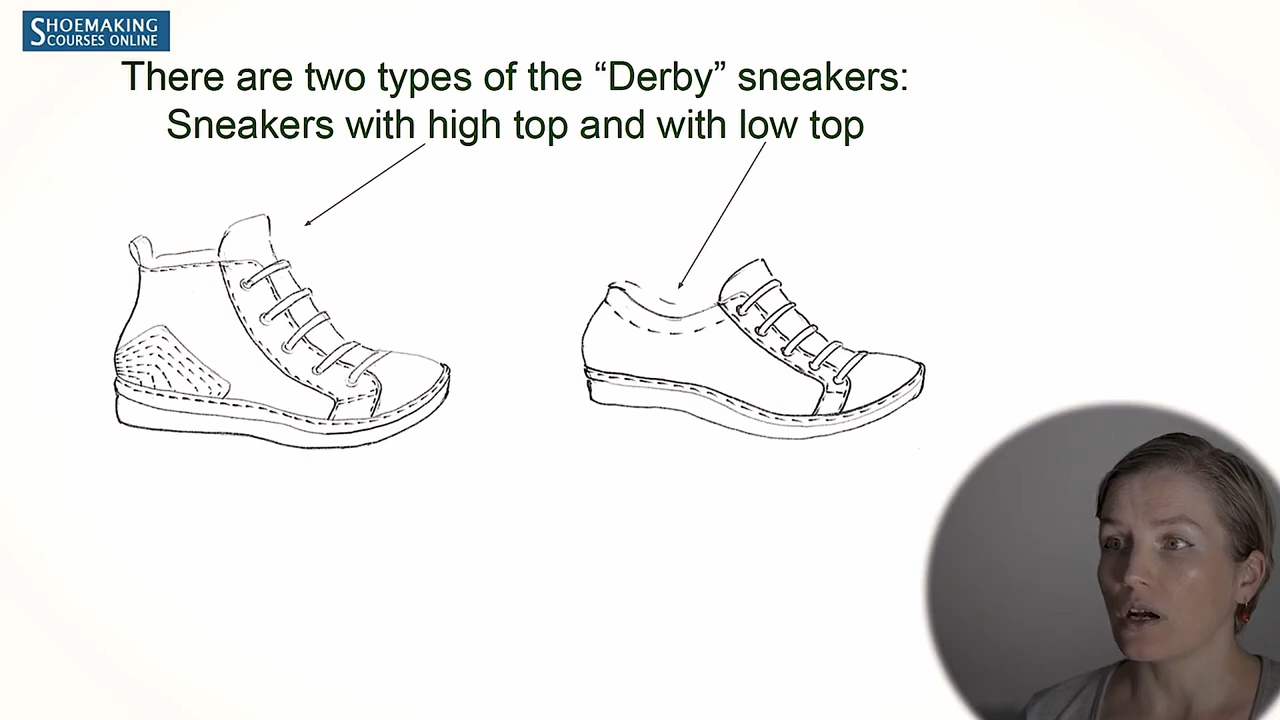 SHOEMAKING
COURSES ONLINE
There are two types of the “Derby” sneakers:
Sneakers with high top and with low top